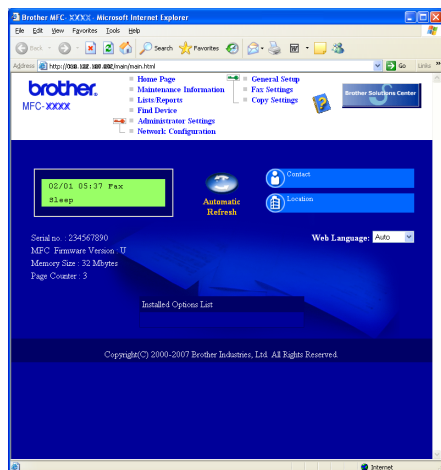 Brother MFC-XXXX - Microsoft Internet Explorer
File Edit View Favorites Tools Help
Back Search Favorites
Address /main/main.html Go Links
brother.
MFC-XXXX
Home Page
Maintenance Information
Lists/Reports
Find Device
Administrator Settings
Network Configuration
General Setup
Fax Settings
Copy Settings
Brother Solutions Center
02/01 05:37 Fax
Sleep
Automatic
Refresh
Contact
Location
Serial no. : 234567890
MFC Firmware Version : U
Memory Size : 32 Mbytes
Page Counter : 3
Web Language: Auto
Installed Options List
Copyright(C) 2000-2007 Brother Industries, Ltd. All Rights Reserved.
Internet